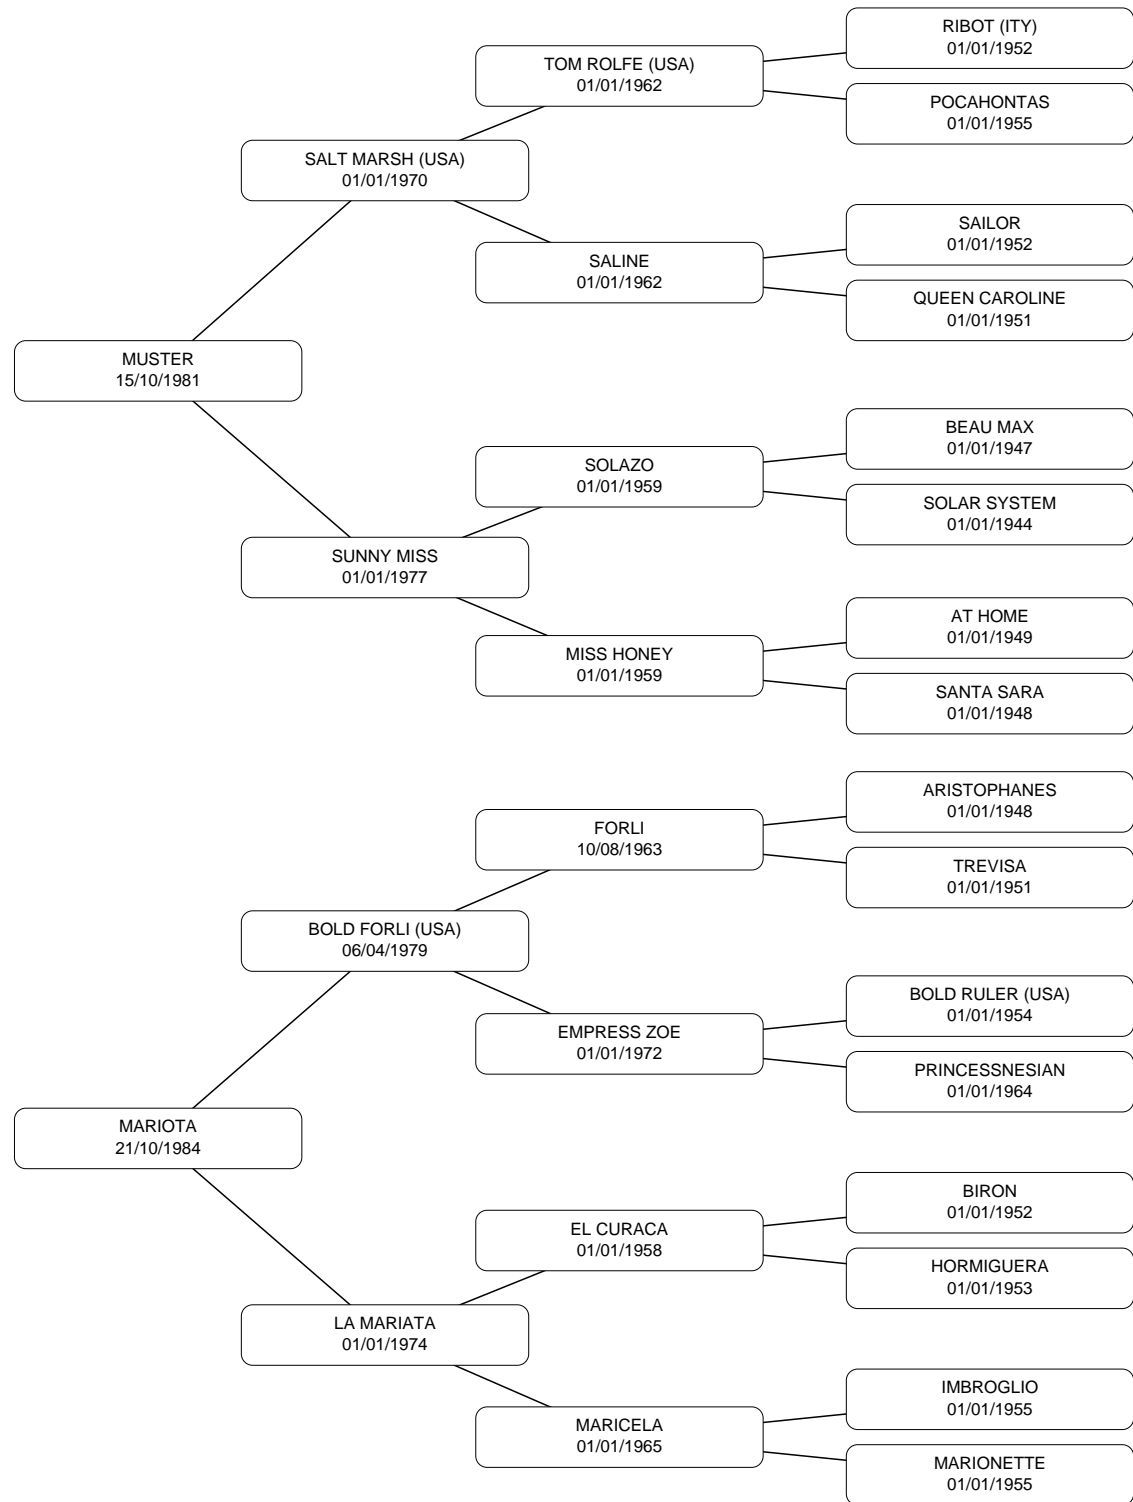 RIBOT (ITY)
01/01/1952
TOM ROLFE (USA)
01/01/1962
POCAHONTAS
01/01/1955
SALT MARSH (USA)
01/01/1970
SAILOR
01/01/1952
SALINE
01/01/1962
QUEEN CAROLINE
01/01/1951
MUSTER
15/10/1981
BEAU MAX
01/01/1947
SOLAZO
01/01/1959
SOLAR SYSTEM
01/01/1944
SUNNY MISS
01/01/1977
AT HOME
01/01/1949
MISS HONEY
01/01/1959
SANTA SARA
01/01/1948
ARISTOPHANES
01/01/1948
FORLI
10/08/1963
TREVISA
01/01/1951
BOLD FORLI (USA)
06/04/1979
BOLD RULER (USA)
01/01/1954
EMPRESS ZOE
01/01/1972
PRINCESSNESIAN
01/01/1964
MARIOTA
21/10/1984
BIRON
01/01/1952
EL CURACA
01/01/1958
HORMIGUERA
01/01/1953
LA MARIATA
01/01/1974
IMBROGLIO
01/01/1955
MARICELA
01/01/1965
MARIONETTE
01/01/1955